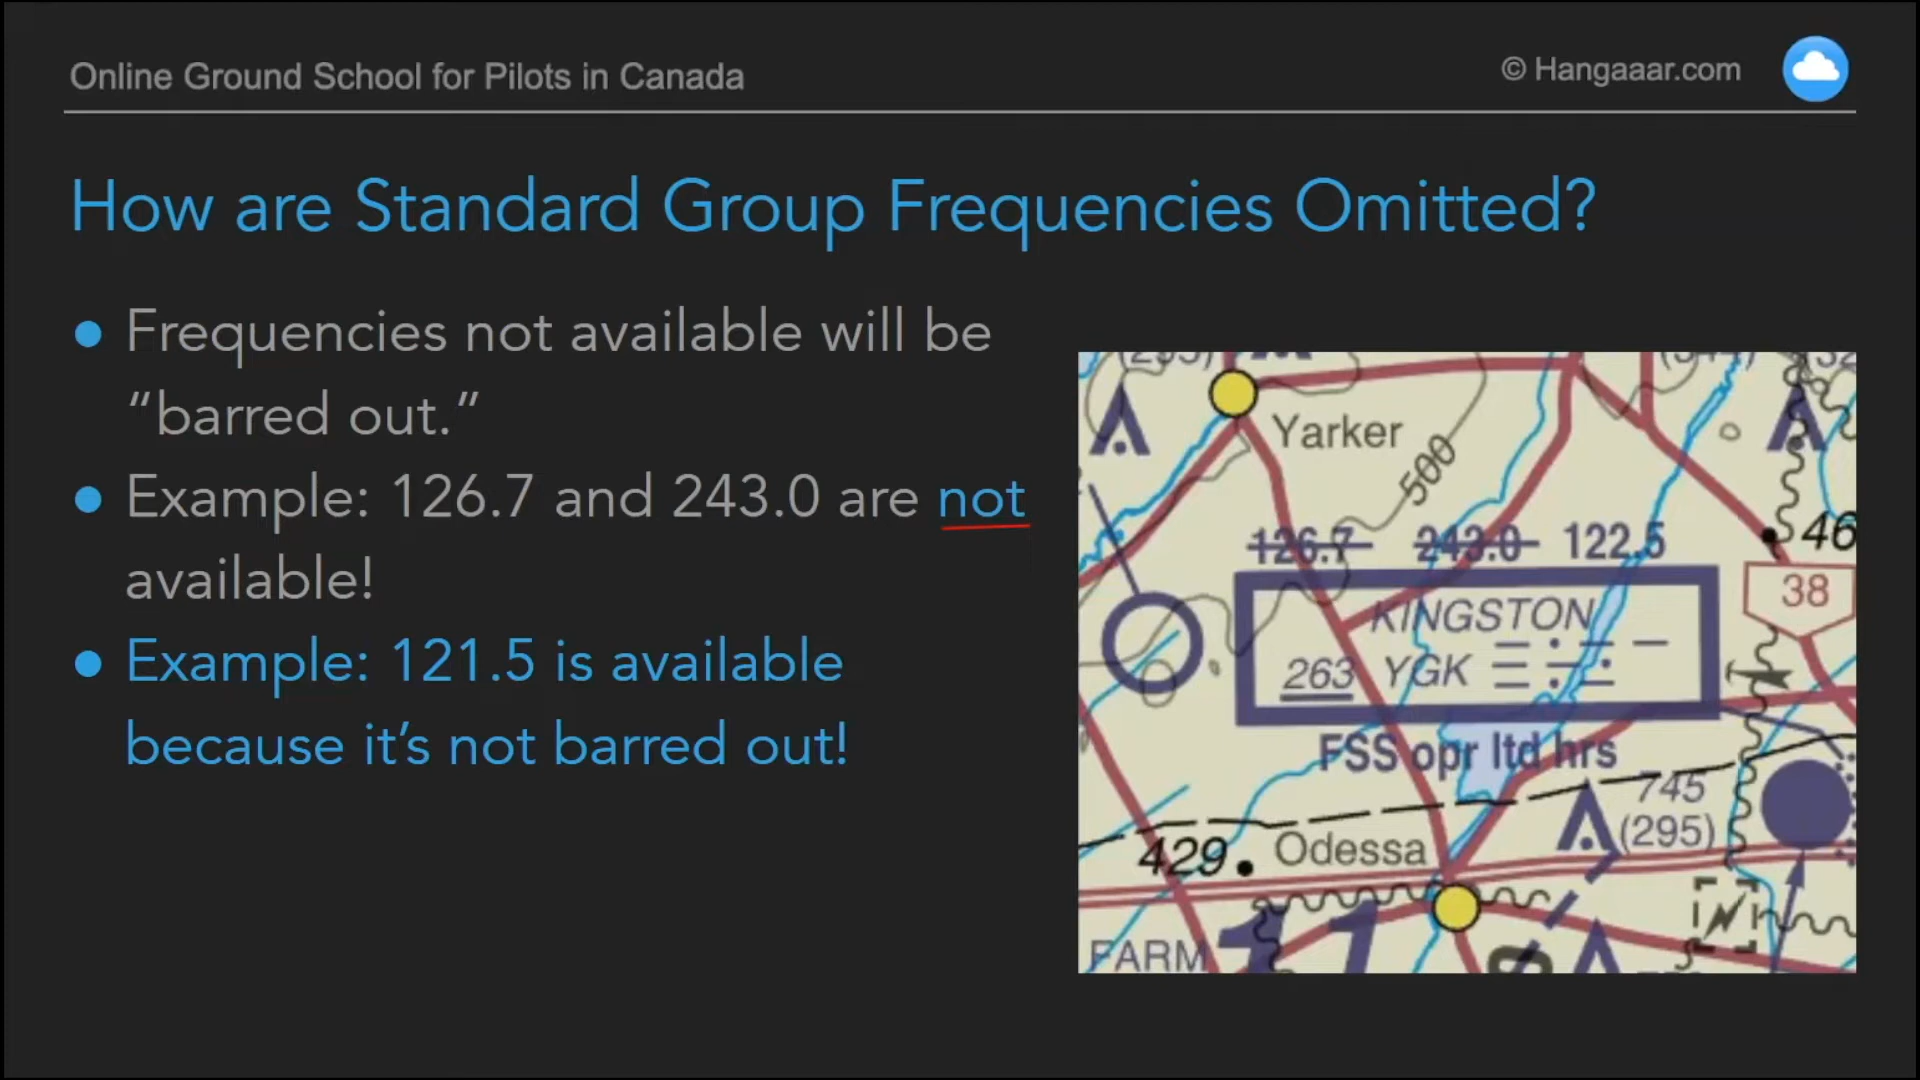 Online Ground School for Pilots in Canada
© Hangaaar.com
How are Standard Group Frequencies Omitted?
● Frequencies not available will be
“barred out.”
● Example: 126.7 and 243.0 are not
available!
● Example: 121.5 is available
because it’s not barred out!
Yarker
500
126.7 243.0 122.5
46
38
KINGSTON
263 YGK
FSS opr ltd hrs
745
(295)
429
Odessa
FARM